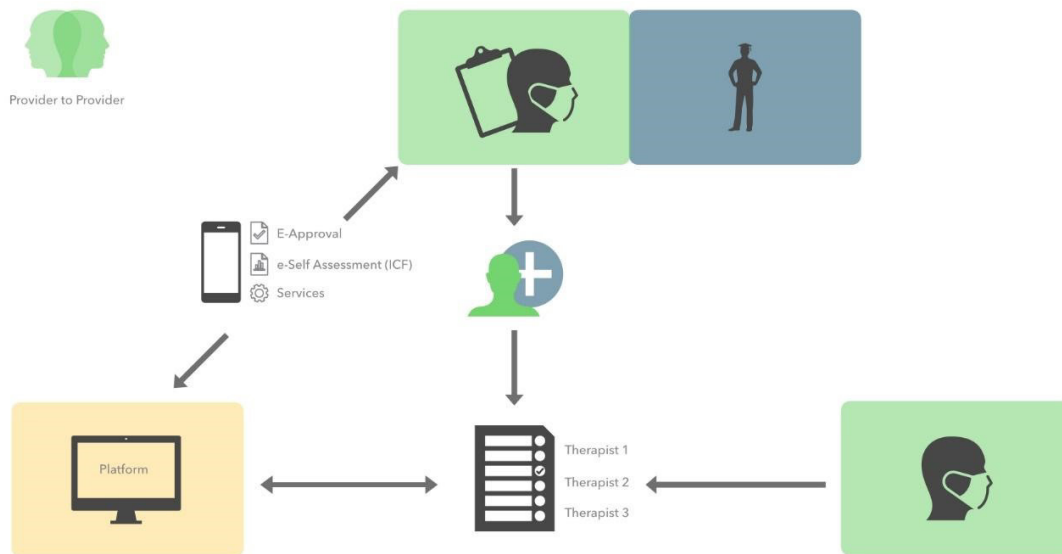 Provider to Provider
E-Approval
e-Self Assessment (ICF)
Services
Platform
Therapist 1
Therapist 2
Therapist 3